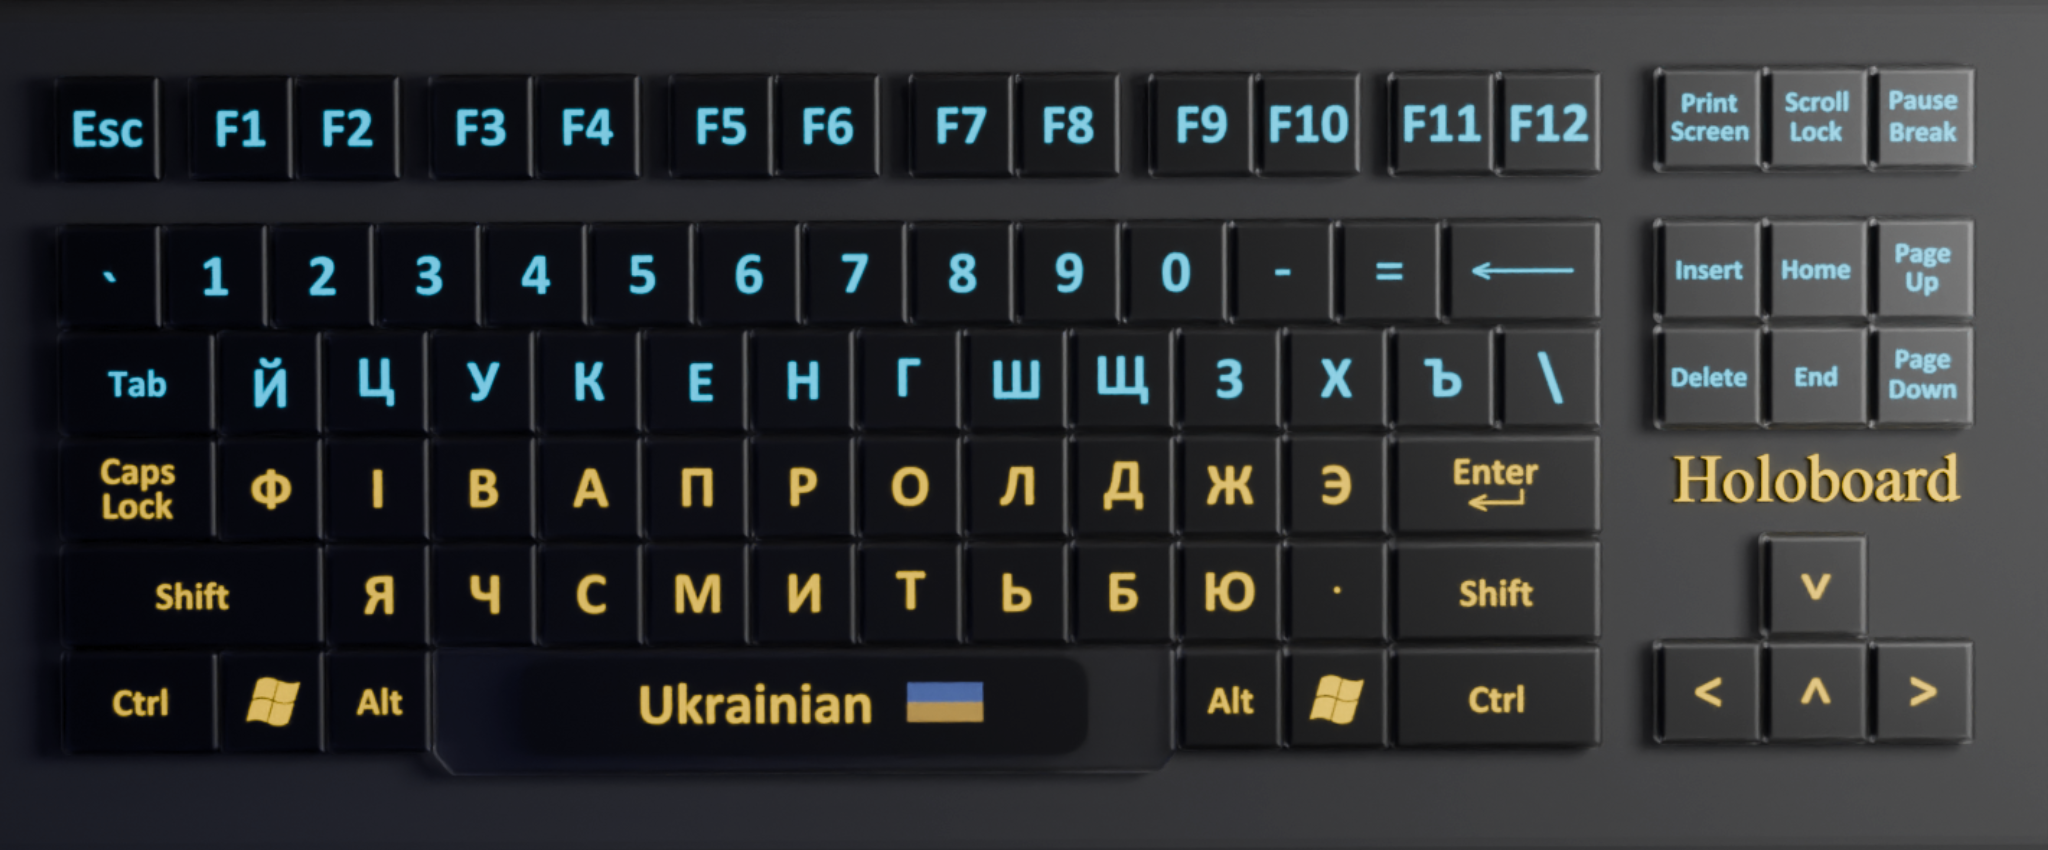 Esc F1 F2 F3 F4 F5 F6 F7 F8 F9 F10 F11 F12 Print Screen Scroll Lock Pause Break
` 1 2 3 4 5 6 7 8 9 0 - = ← Insert Home Page Up
Tab Й Ц У К Е Н Г Ш Щ З Х Ъ \ Delete End Page Down
Caps Lock Ф І В А П Р О Л Д Ж Э Enter ↵
Holoboard
Shift Я Ч С М И Т Ь Б Ю . Shift ˅
Ctrl Alt Ukrainian Alt Ctrl < ^ >